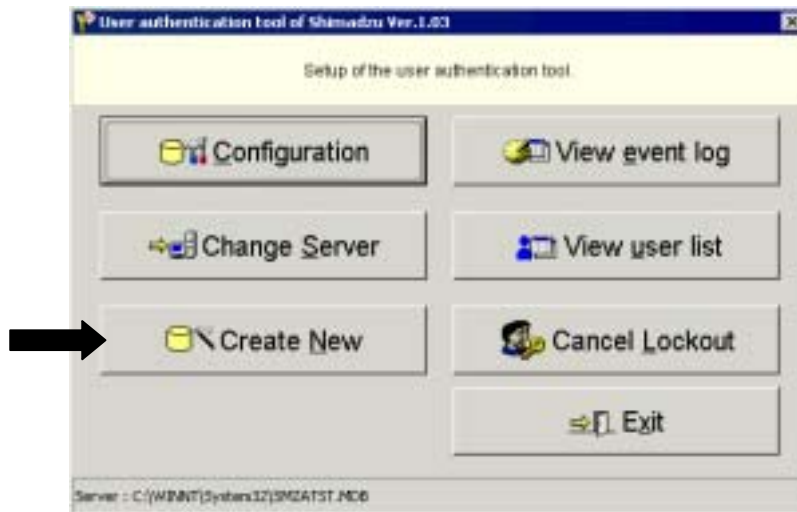 User authentication tool of Shimadzu Ver.1.03
Setup of the user authentication tool.
Configuration
View event log
Change Server
View user list
Create New
Cancel Lockout
Exit
Server : C:\WINNT\System32\SMZATST.MDB